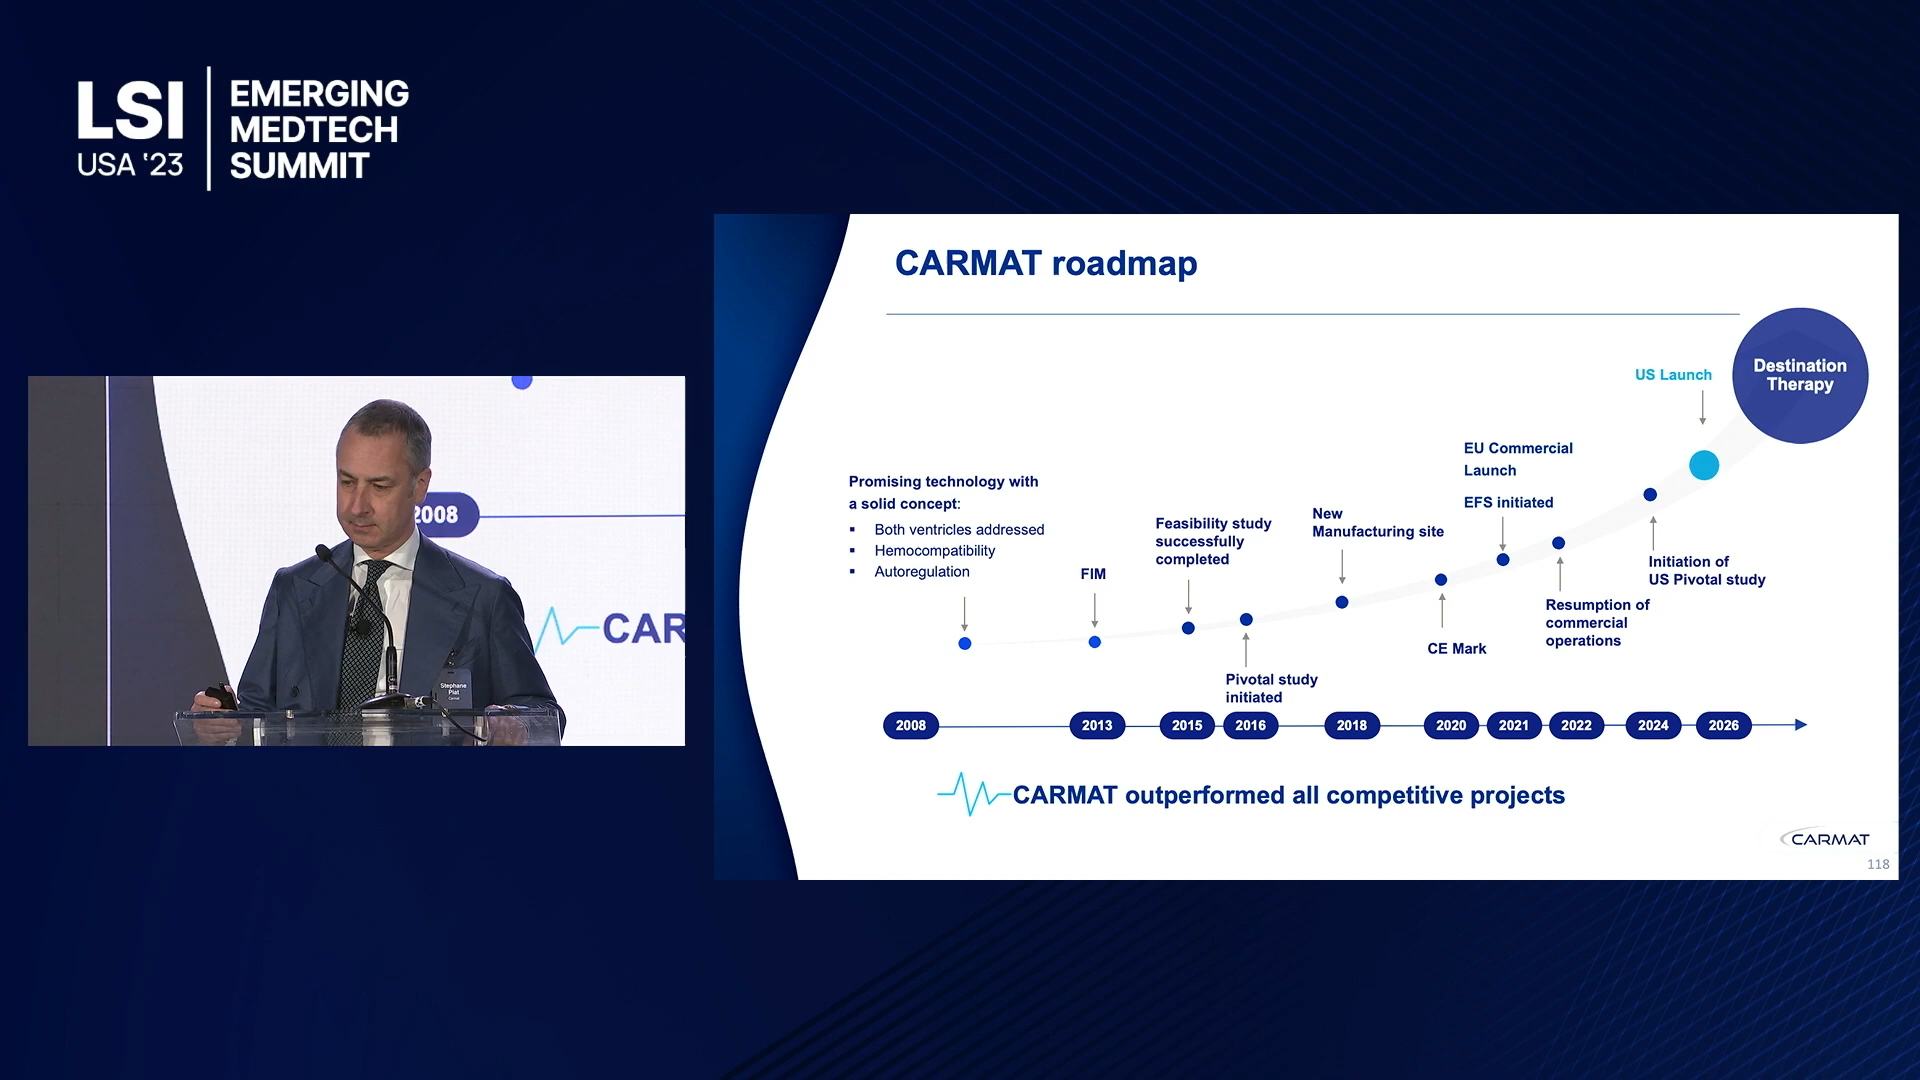 LSI
USA ‘23
EMERGING
MEDTECH
SUMMIT
2008
CAR
Stephane
Piat
Carmat
CARMAT roadmap
Destination
Therapy
US Launch
EU Commercial
Launch
EFS initiated
Promising technology with
a solid concept:
▪ Both ventricles addressed
▪ Hemocompatibility
▪ Autoregulation
FIM
Feasibility study
successfully
completed
New
Manufacturing site
Initiation of
US Pivotal study
Resumption of
commercial
operations
CE Mark
Pivotal study
initiated
2008
2013
2015
2016
2018
2020
2021
2022
2024
2026
CARMAT outperformed all competitive projects
CARMAT
118